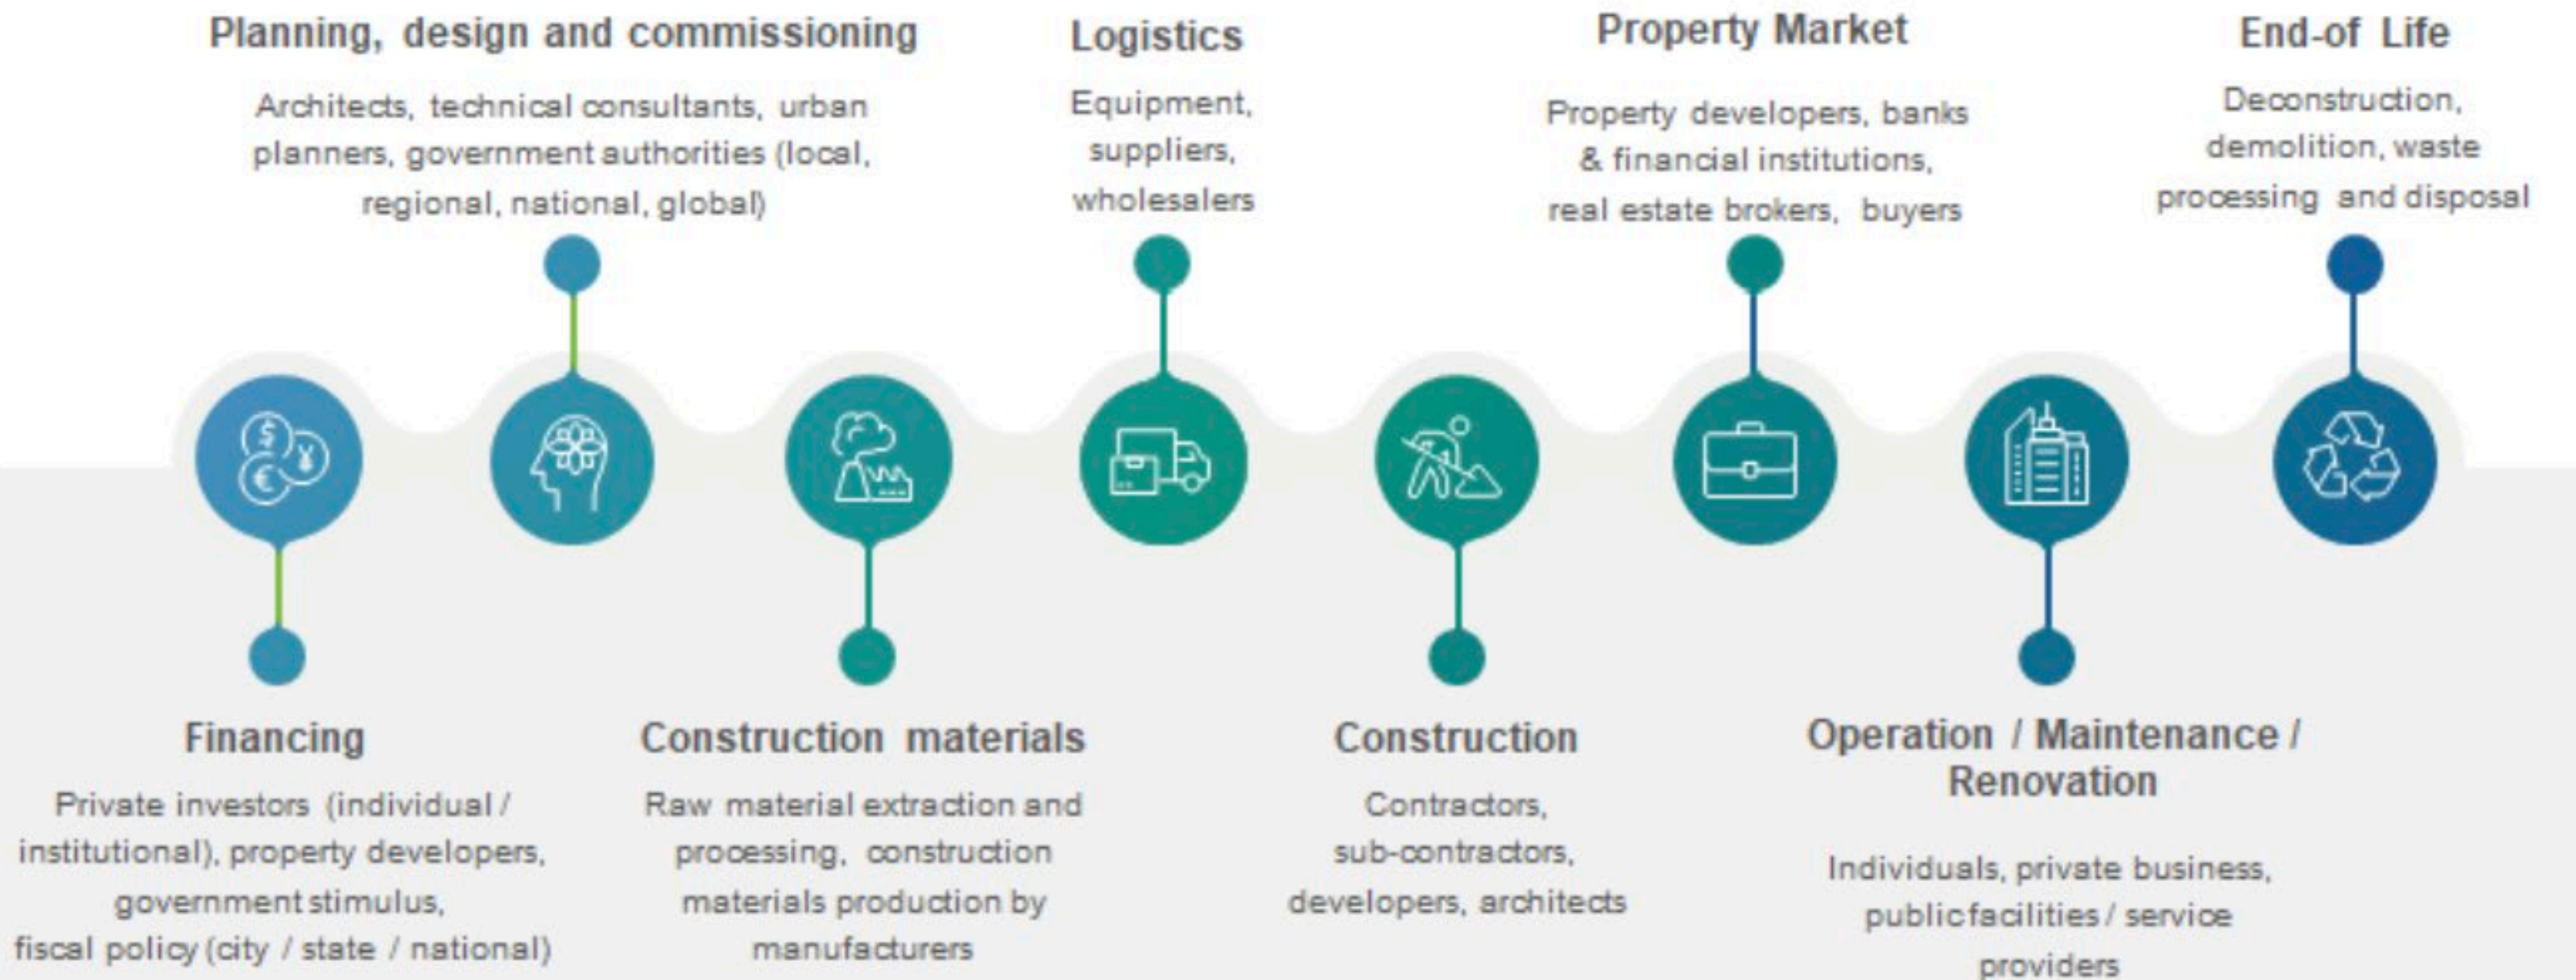 Planning, design and commissioning
Architects, technical consultants, urban
planners, government authorities (local,
regional, national, global)
Logistics
Equipment,
suppliers,
wholesalers
Property Market
Property developers, banks
& financial institutions,
real estate brokers, buyers
End-of Life
Deconstruction,
demolition, waste
processing and disposal
$
¥
€
Financing
Private investors (individual /
institutional), property developers,
government stimulus,
fiscal policy (city / state / national)
Construction materials
Raw material extraction and
processing, construction
materials production by
manufacturers
Construction
Contractors,
sub-contractors,
developers, architects
Operation / Maintenance /
Renovation
Individuals, private business,
public facilities / service
providers